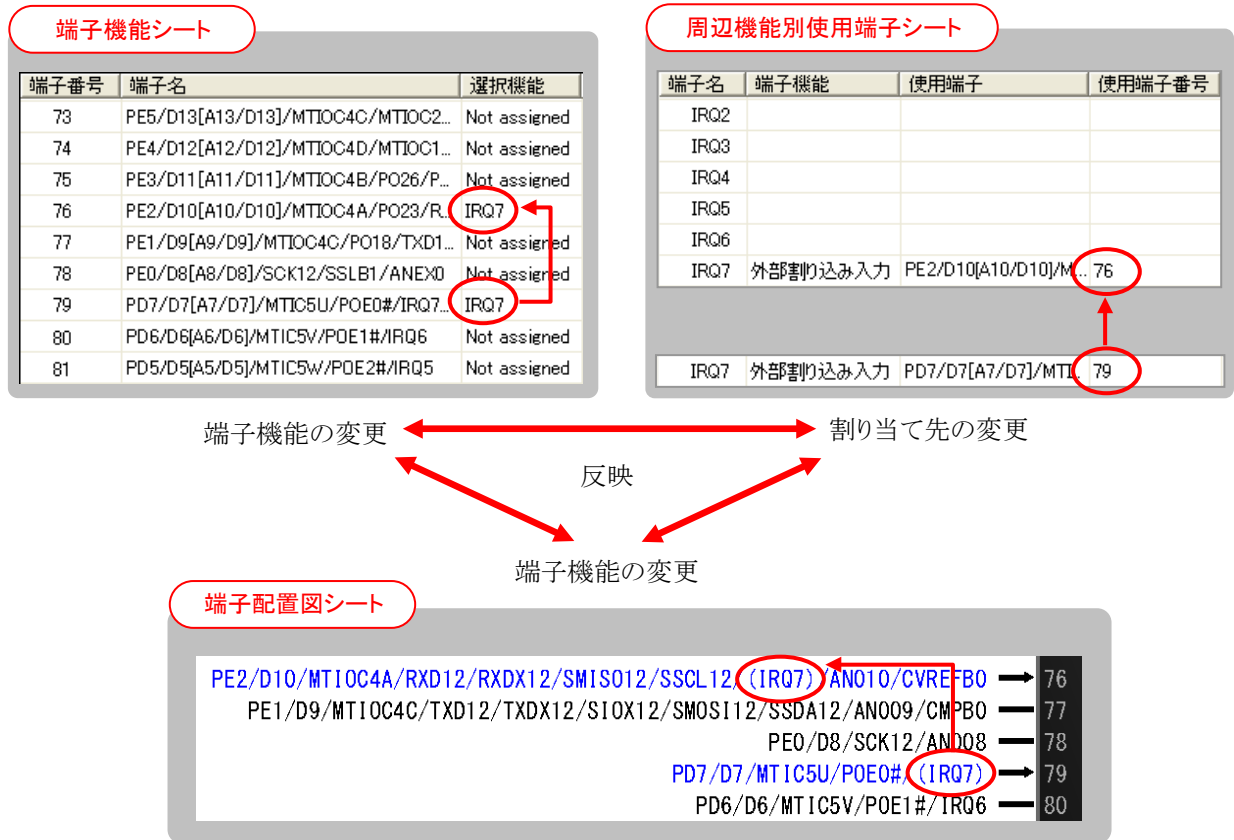 端子機能シート
端子番号 端子名 選択機能
73 PE5/D13[A13/D13]/MTIOC4C/MTIOC2... Not assigned
74 PE4/D12[A12/D12]/MTIOC4D/MTIOC1... Not assigned
75 PE3/D11[A11/D11]/MTIOC4B/PO26/P... Not assigned
76 PE2/D10[A10/D10]/MTIOC4A/PO23/R... IRQ7
77 PE1/D9[A9/D9]/MTIOC4C/PO18/TXD1... Not assigned
78 PE0/D8[A8/D8]/SCK12/SSLB1/ANEX0 Not assigned
79 PD7/D7[A7/D7]/MTIC5U/POE0#/IRQ7... IRQ7
80 PD6/D6[A6/D6]/MTIC5V/POE1#/IRQ6 Not assigned
81 PD5/D5[A5/D5]/MTIC5W/POE2#/IRQ5 Not assigned
周辺機能別使用端子シート
端子名 端子機能 使用端子 使用端子番号
IRQ2
IRQ3
IRQ4
IRQ5
IRQ6
IRQ7 外部割り込み入力 PE2/D10[A10/D10]/M... 76
IRQ7 外部割り込み入力 PD7/D7[A7/D7]/MTI... 79
端子機能の変更
割り当て先の変更
反映
端子機能の変更
端子配置図シート
PE2/D10/MTIOC4A/RXD12/RXDX12/SMISO12/SSCL12/(IRQ7)/AN010/CVREFB0 76
PE1/D9/MTIOC4C/TXD12/TXDX12/SIOX12/SMOSI12/SSDA12/AN009/CMPB0 77
PE0/D8/SCK12/AN008 78
PD7/D7/MTIC5U/POE0#/(IRQ7) 79
PD6/D6/MTIC5V/POE1#/IRQ6 80